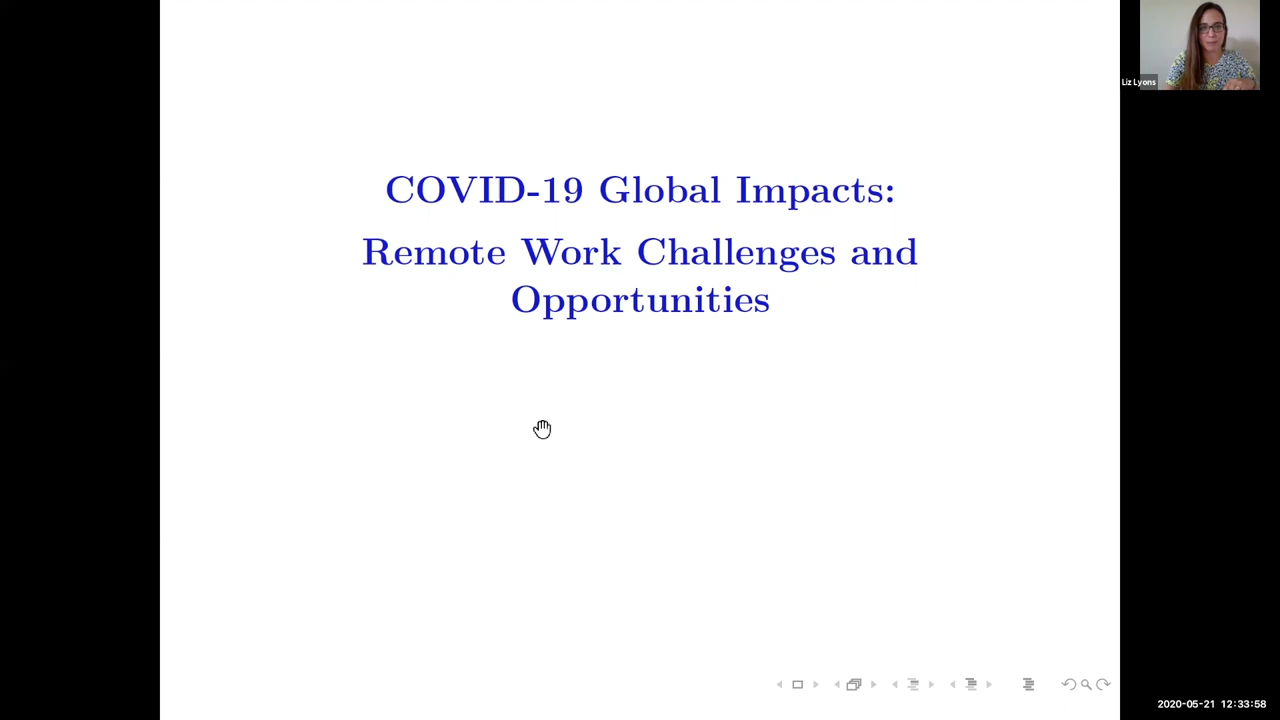 Liz Lyons
COVID-19 Global Impacts:
Remote Work Challenges and
Opportunities
2020-05-21 12:33:58